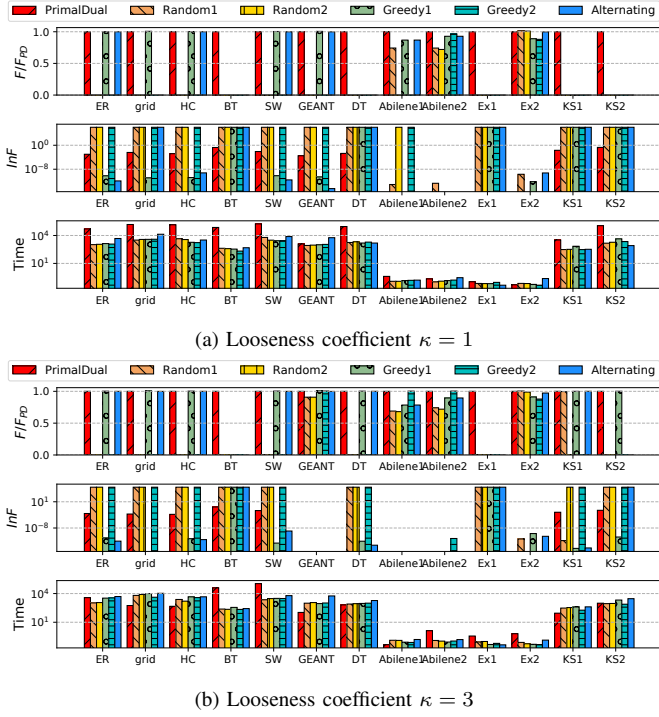 PrimalDual Random1 Random2 Greedy1 Greedy2 Alternating
F/F_PD
1.0
0.5
0.0
ER grid HC BT SW GEANT DT Abilene1 Abilene2 Ex1 Ex2 KS1 KS2
InF
10^0
10^-8
ER grid HC BT SW GEANT DT Abilene1 Abilene2 Ex1 Ex2 KS1 KS2
Time
10^4
10^1
ER grid HC BT SW GEANT DT Abilene1 Abilene2 Ex1 Ex2 KS1 KS2
(a) Looseness coefficient κ = 1
PrimalDual Random1 Random2 Greedy1 Greedy2 Alternating
F/F_PD
1.0
0.5
0.0
ER grid HC BT SW GEANT DT Abilene1 Abilene2 Ex1 Ex2 KS1 KS2
InF
10^1
10^-8
ER grid HC BT SW GEANT DT Abilene1 Abilene2 Ex1 Ex2 KS1 KS2
Time
10^4
10^1
ER grid HC BT SW GEANT DT Abilene1 Abilene2 Ex1 Ex2 KS1 KS2
(b) Looseness coefficient κ = 3